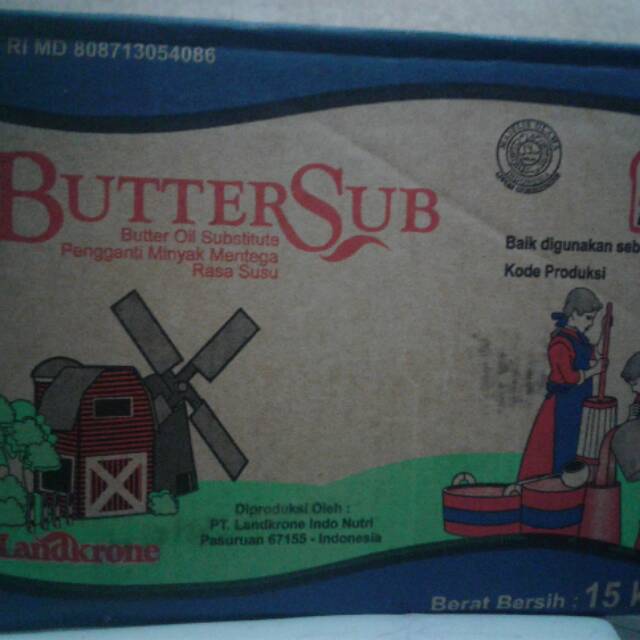 RI MD 808713054086
BUTTERSUB
Butter Oil Substitute
Pengganti Minyak Mentega
Rasa Susu
Baik digunakan seb
Kode Produksi
Diproduksi Oleh :
PT. Landkrone Indo Nutri
Pasuruan 67155 - Indonesia
Landkrone
Berat Bersih : 15 k